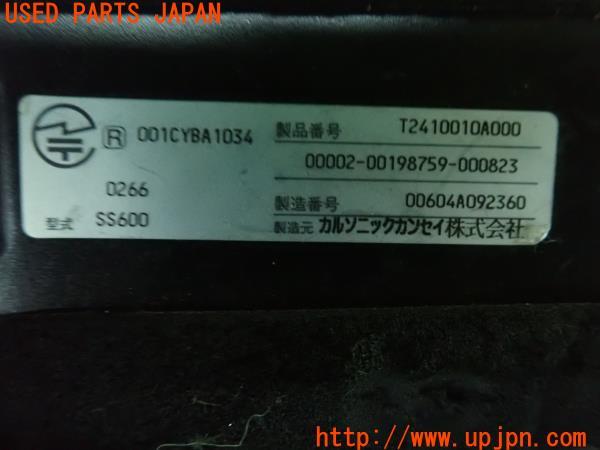 USED PARTS JAPAN
R 001CYBA1034
製品番号 T2410010A000
00002-00198759-000823
0266
製造番号 00604A092360
型式 SS600
製造元 カルソニックカンセイ株式会社
http://www.upjpn.com/